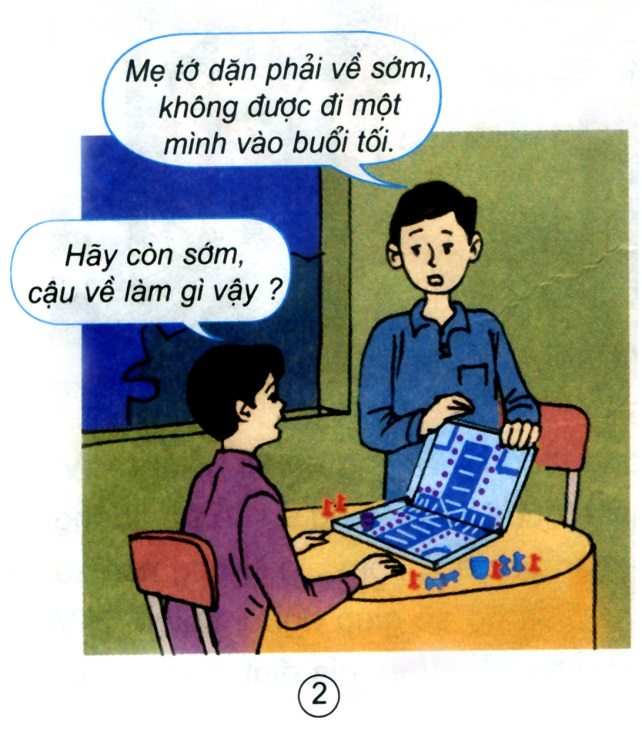 Mẹ tớ dặn phải về sớm,
không được đi một
mình vào buổi tối.
Hãy còn sớm,
cậu về làm gì vậy ?
2